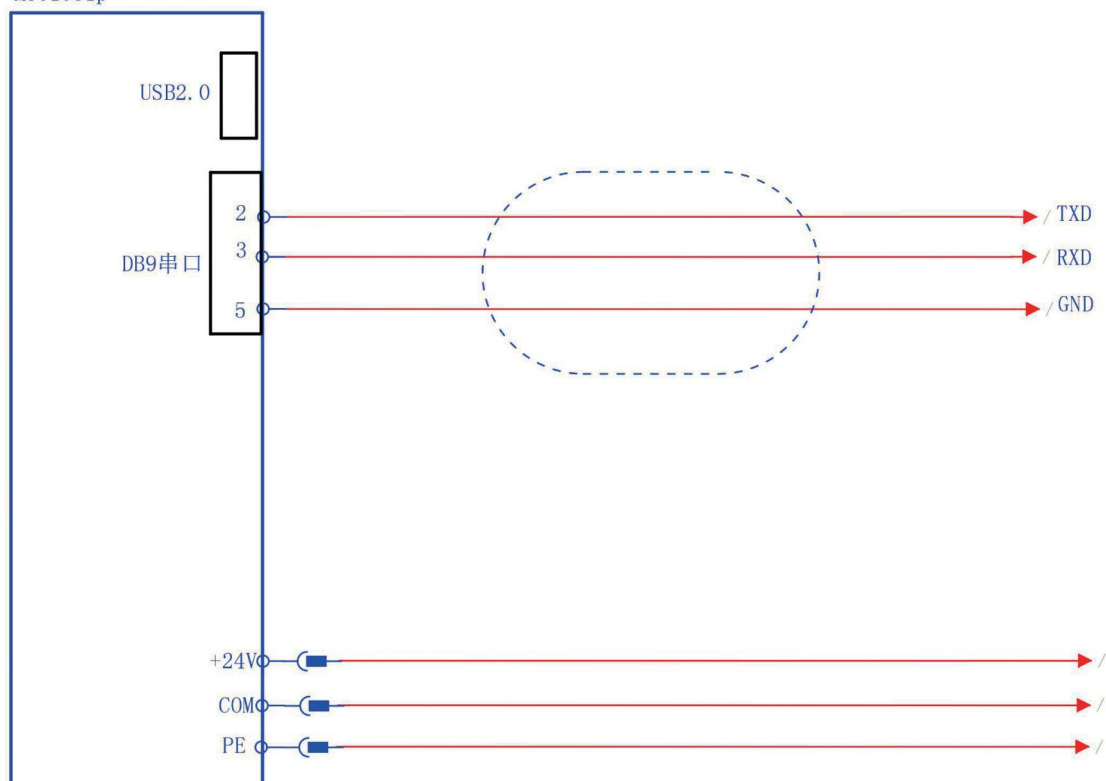 USB2.0
DB9串口
2
3
5
/ TXD
/ RXD
/ GND
+24V
COM
PE
/
/
/